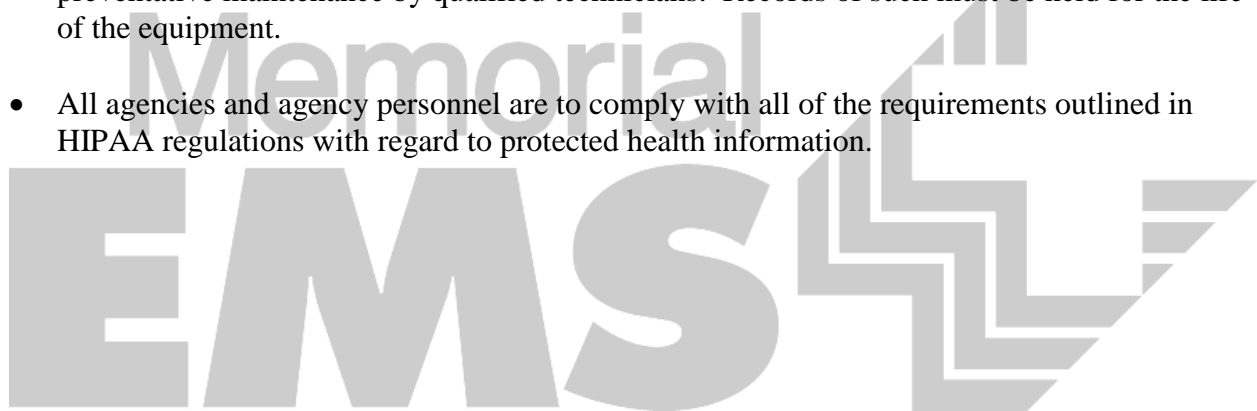 preventative maintenance by qualified technicians. Records of such must be held for the life
of the equipment.
Memorial
• All agencies and agency personnel are to comply with all of the requirements outlined in
HIPAA regulations with regard to protected health information.
EMS